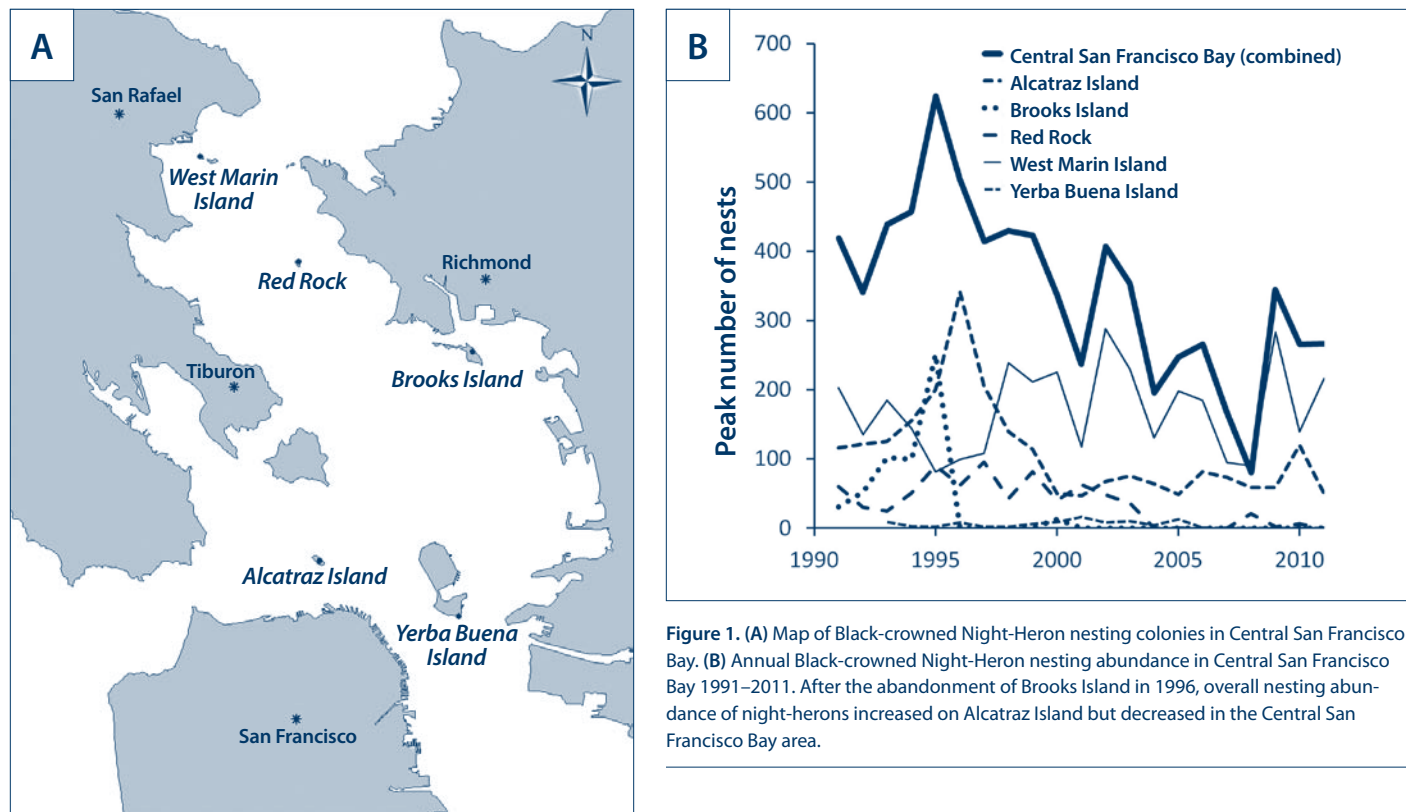 A
N
San Rafael
West Marin
Island
Red Rock
Richmond
Brooks Island
Tiburon
Alcatraz Island
Yerba Buena
Island
San Francisco
B
Peak number of nests
700
600
500
400
300
200
100
0
1990
1995
2000
2005
2010
Central San Francisco Bay (combined)
Alcatraz Island
Brooks Island
Red Rock
West Marin Island
Yerba Buena Island
Figure 1. (A) Map of Black-crowned Night-Heron nesting colonies in Central San Francisco
Bay. (B) Annual Black-crowned Night-Heron nesting abundance in Central San Francisco
Bay 1991–2011. After the abandonment of Brooks Island in 1996, overall nesting abun-
dance of night-herons increased on Alcatraz Island but decreased in the Central San
Francisco Bay area.